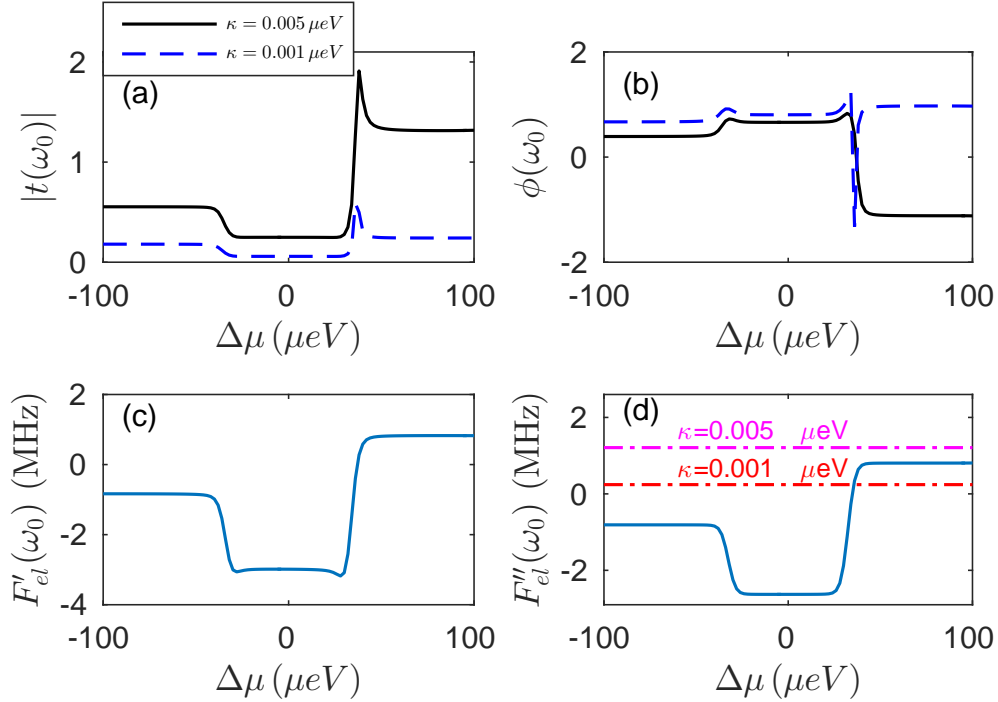 κ = 0.005 μeV
κ = 0.001 μeV
(a)
|t(ω₀)|
2
1
0
-100
0
100
Δμ (μeV)
(b)
ϕ(ω₀)
2
0
-2
-100
0
100
Δμ (μeV)
(c)
F′ₑₗ(ω₀) (MHz)
2
0
-2
-4
-100
0
100
Δμ (μeV)
(d)
F″ₑₗ(ω₀) (MHz)
κ=0.005 μeV
κ=0.001 μeV
2
0
-2
-100
0
100
Δμ (μeV)